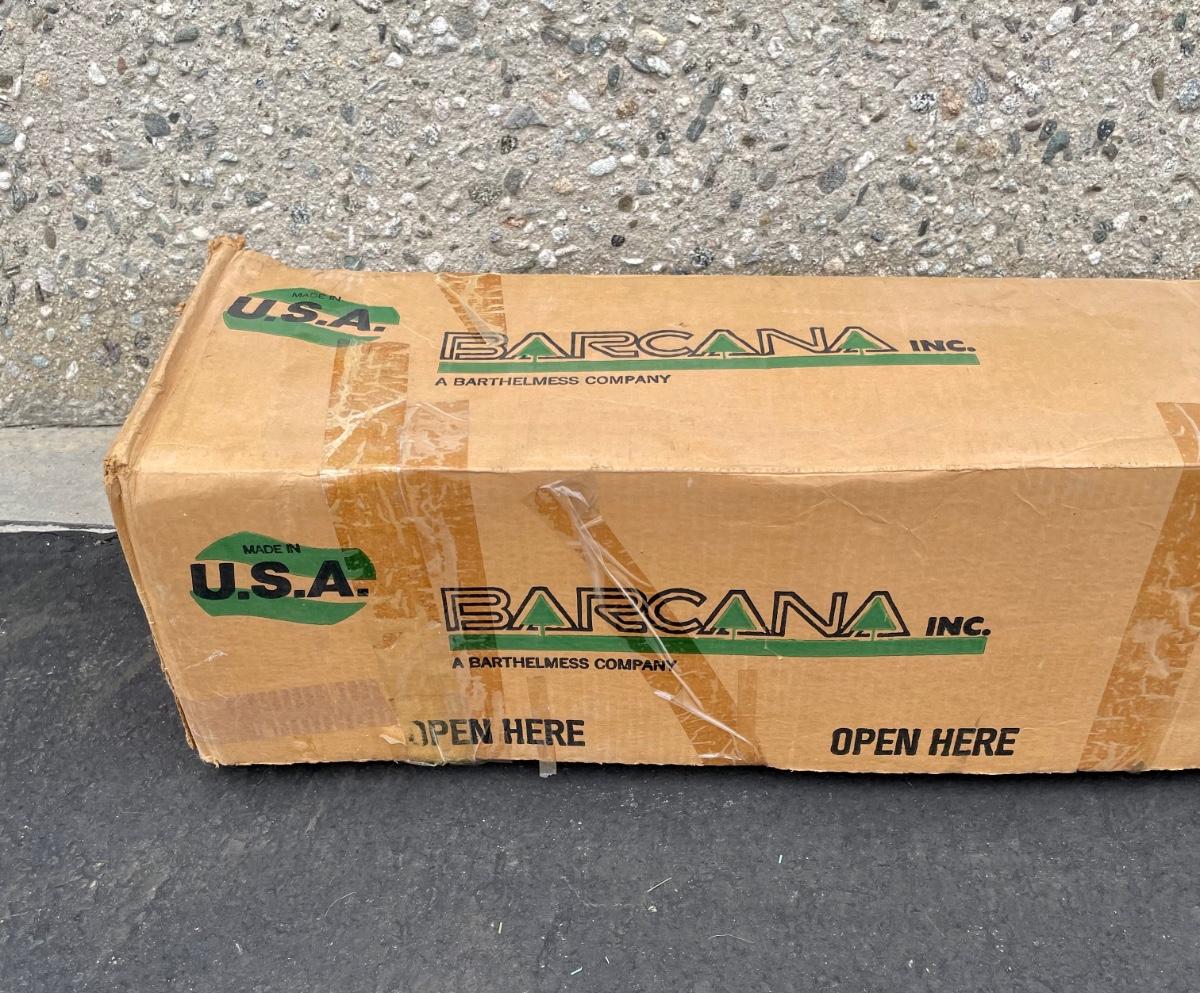 MADE IN
U.S.A.
BARCANA INC.
A BARTHELMESS COMPANY
MADE IN
U.S.A.
BARCANA INC.
A BARTHELMESS COMPANY
OPEN HERE
OPEN HERE